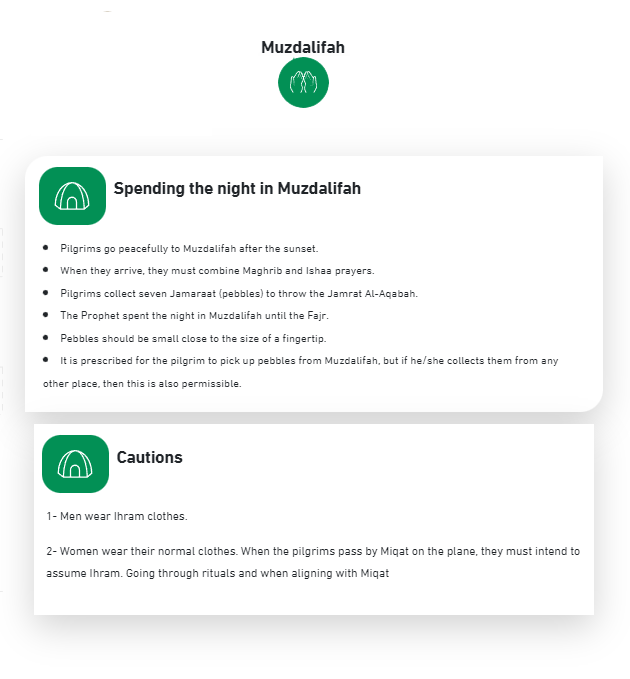 Muzdalifah
Spending the night in Muzdalifah
• Pilgrims go peacefully to Muzdalifah after the sunset.
• When they arrive, they must combine Maghrib and Ishaa prayers.
• Pilgrims collect seven Jamaraat (pebbles) to throw the Jamrat Al-Aqabah.
• The Prophet spent the night in Muzdalifah until the Fajr.
• Pebbles should be small close to the size of a fingertip.
• It is prescribed for the pilgrim to pick up pebbles from Muzdalifah, but if he/she collects them from any
other place, then this is also permissible.
Cautions
1- Men wear Ihram clothes.
2- Women wear their normal clothes. When the pilgrims pass by Miqat on the plane, they must intend to
assume Ihram. Going through rituals and when aligning with Miqat